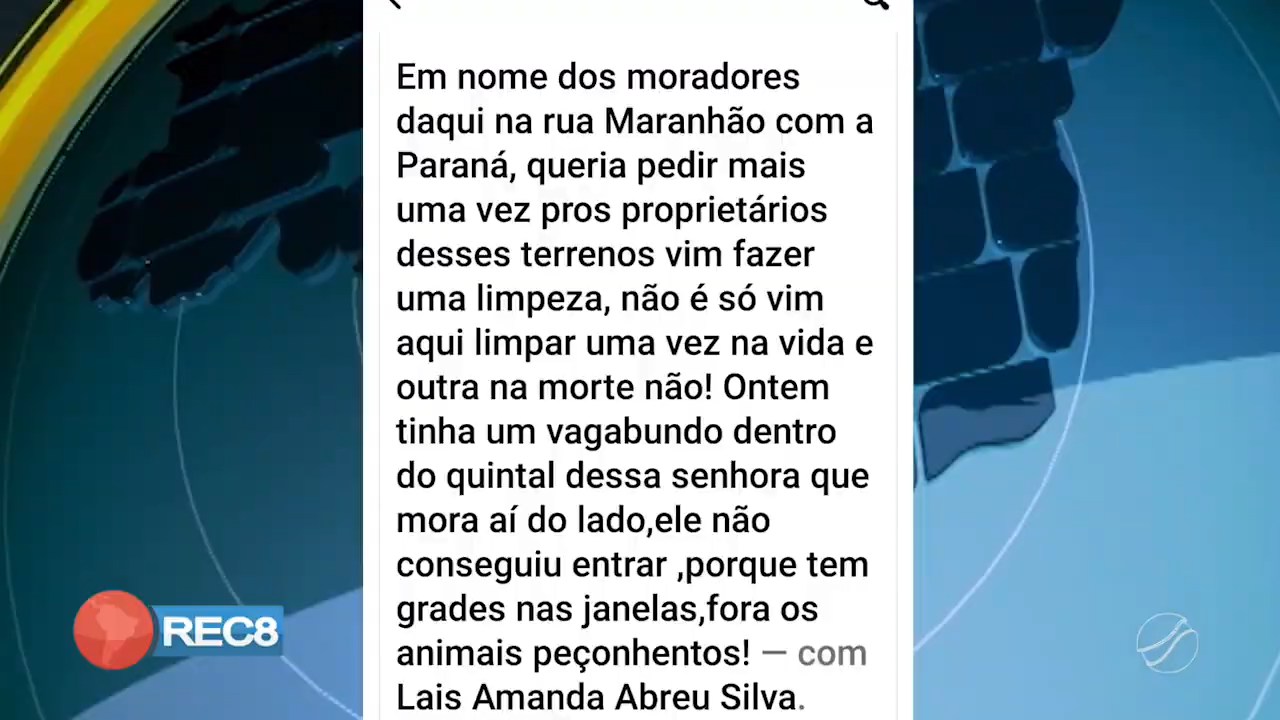 Em nome dos moradores
daqui na rua Maranhão com a
Paraná, queria pedir mais
uma vez pros proprietários
desses terrenos vim fazer
uma limpeza, não é só vim
aqui limpar uma vez na vida e
outra na morte não! Ontem
tinha um vagabundo dentro
do quintal dessa senhora que
mora aí do lado,ele não
conseguiu entrar ,porque tem
grades nas janelas,fora os
animais peçonhentos! — com
Lais Amanda Abreu Silva.
REC8